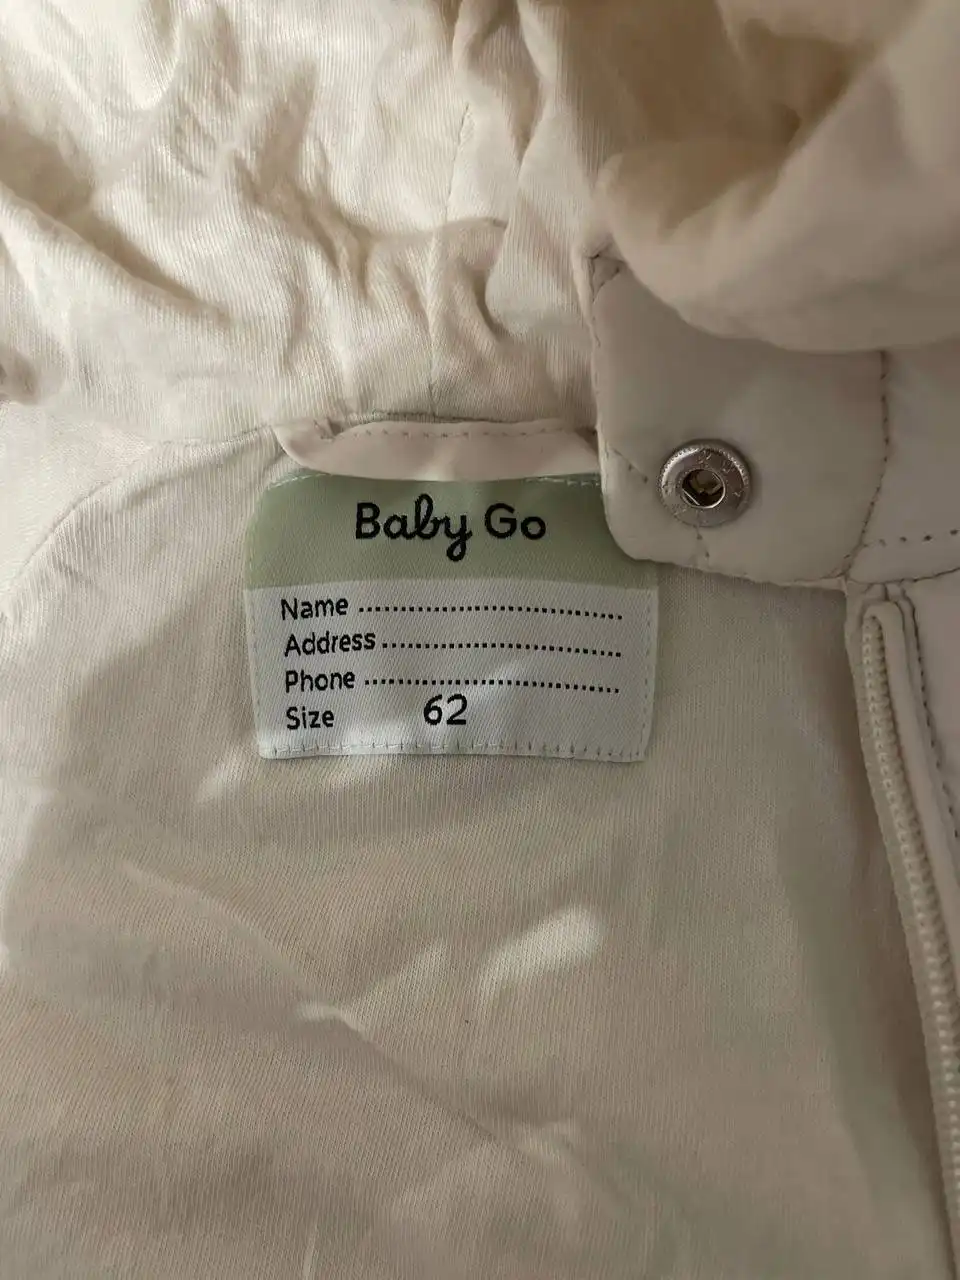 Baby Go
Name ........................................
Address ....................................
Phone ......................................
Size 62